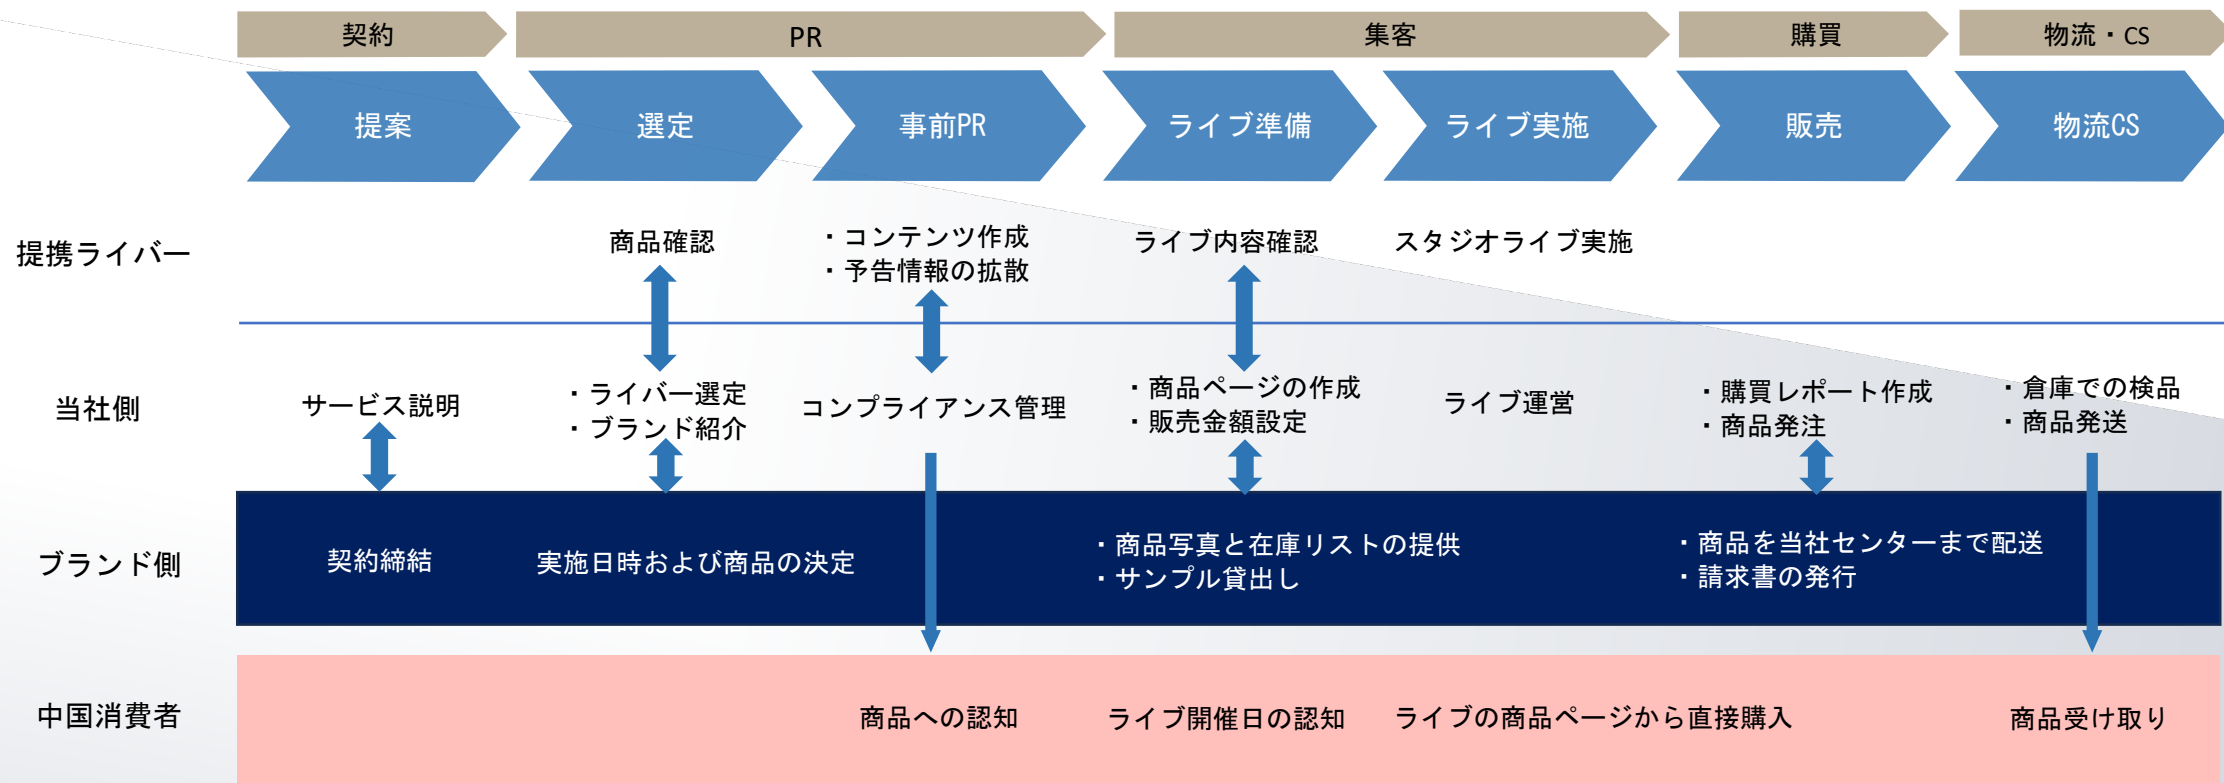 契約
PR
集客
購買
物流・CS
提案
選定
事前PR
ライブ準備
ライブ実施
販売
物流CS
提携ライバー
商品確認
・コンテンツ作成
・予告情報の拡散
ライブ内容確認
スタジオライブ実施
当社側
サービス説明
・ライバー選定
・ブランド紹介
コンプライアンス管理
・商品ページの作成
・販売金額設定
ライブ運営
・購買レポート作成
・商品発注
・倉庫での検品
・商品発送
ブランド側
契約締結
実施日時および商品の決定
・商品写真と在庫リストの提供
・サンプル貸出し
・商品を当社センターまで配送
・請求書の発行
中国消費者
商品への認知
ライブ開催日の認知
ライブの商品ページから直接購入
商品受け取り